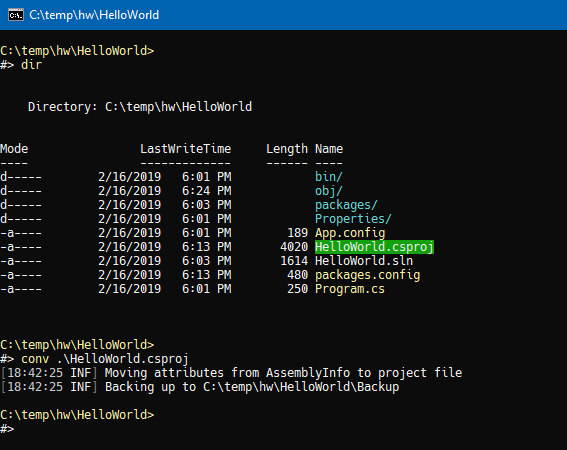 C:\temp\hw\HelloWorld
C:\temp\hw\HelloWorld>
#> dir
Directory: C:\temp\hw\HelloWorld
Mode                LastWriteTime     Length Name
----                -------------     ------ ----
d-----        2/16/2019   6:01 PM            bin/
d-----        2/16/2019   6:24 PM            obj/
d-----        2/16/2019   6:03 PM            packages/
d-----        2/16/2019   6:01 PM            Properties/
-a----        2/16/2019   6:01 PM        189 App.config
-a----        2/16/2019   6:13 PM       4020 HelloWorld.csproj
-a----        2/16/2019   6:03 PM       1614 HelloWorld.sln
-a----        2/16/2019   6:13 PM        480 packages.config
-a----        2/16/2019   6:01 PM        250 Program.cs
C:\temp\hw\HelloWorld>
#> conv .\HelloWorld.csproj
[18:42:25 INF] Moving attributes from AssemblyInfo to project file
[18:42:25 INF] Backing up to C:\temp\hw\HelloWorld\Backup
C:\temp\hw\HelloWorld>
#>